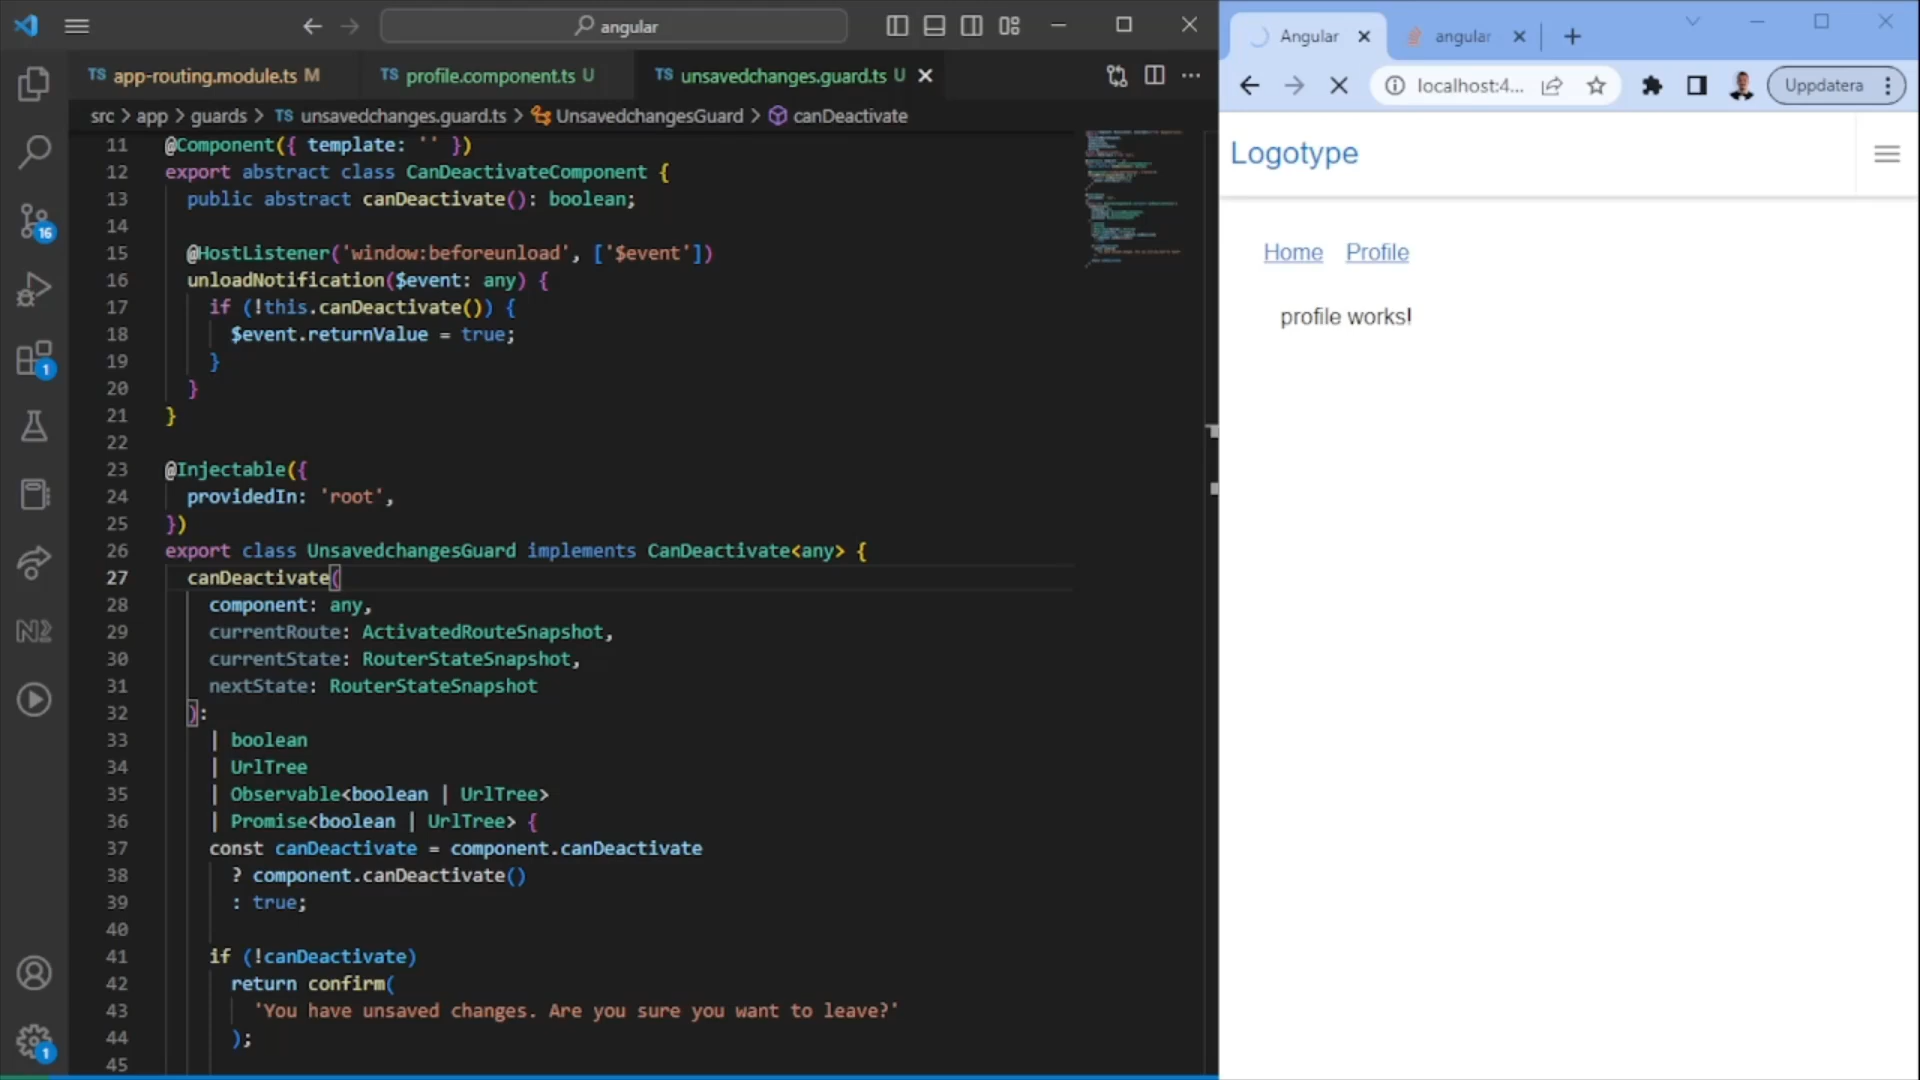 angular
TS app-routing.module.ts M
TS profile.component.ts U
TS unsavedchanges.guard.ts U
src > app > guards > TS unsavedchanges.guard.ts > UnsavedchangesGuard > canDeactivate
11 @Component({ template: '' })
12 export abstract class CanDeactivateComponent {
13 public abstract canDeactivate(): boolean;
14
15 @HostListener('window:beforeunload', ['$event'])
16 unloadNotification($event: any) {
17 if (!this.canDeactivate()) {
18 $event.returnValue = true;
19 }
20 }
21 }
22
23 @Injectable({
24 providedIn: 'root',
25 })
26 export class UnsavedchangesGuard implements CanDeactivate<any> {
27 canDeactivate(
28 component: any,
29 currentRoute: ActivatedRouteSnapshot,
30 currentState: RouterStateSnapshot,
31 nextState: RouterStateSnapshot
32 ):
33 | boolean
34 | UrlTree
35 | Observable<boolean | UrlTree>
36 | Promise<boolean | UrlTree> {
37 const canDeactivate = component.canDeactivate
38 ? component.canDeactivate()
39 : true;
40
41 if (!canDeactivate)
42 return confirm(
43 'You have unsaved changes. Are you sure you want to leave?'
44 );
45
16
1
1
Angular
angular
localhost:4...
Uppdatera
Logotype
Home Profile
profile works!